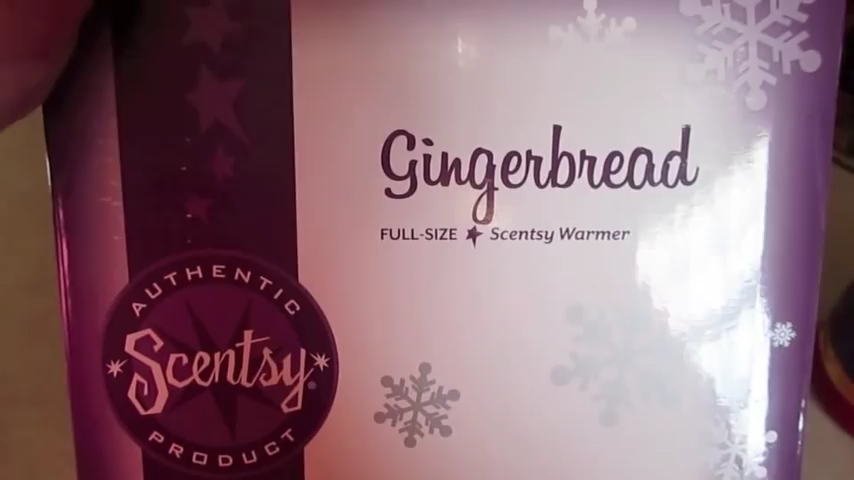 Gingerbread
FULL-SIZE ★ Scentsy Warmer
AUTHENTIC
Scentsy®
PRODUCT